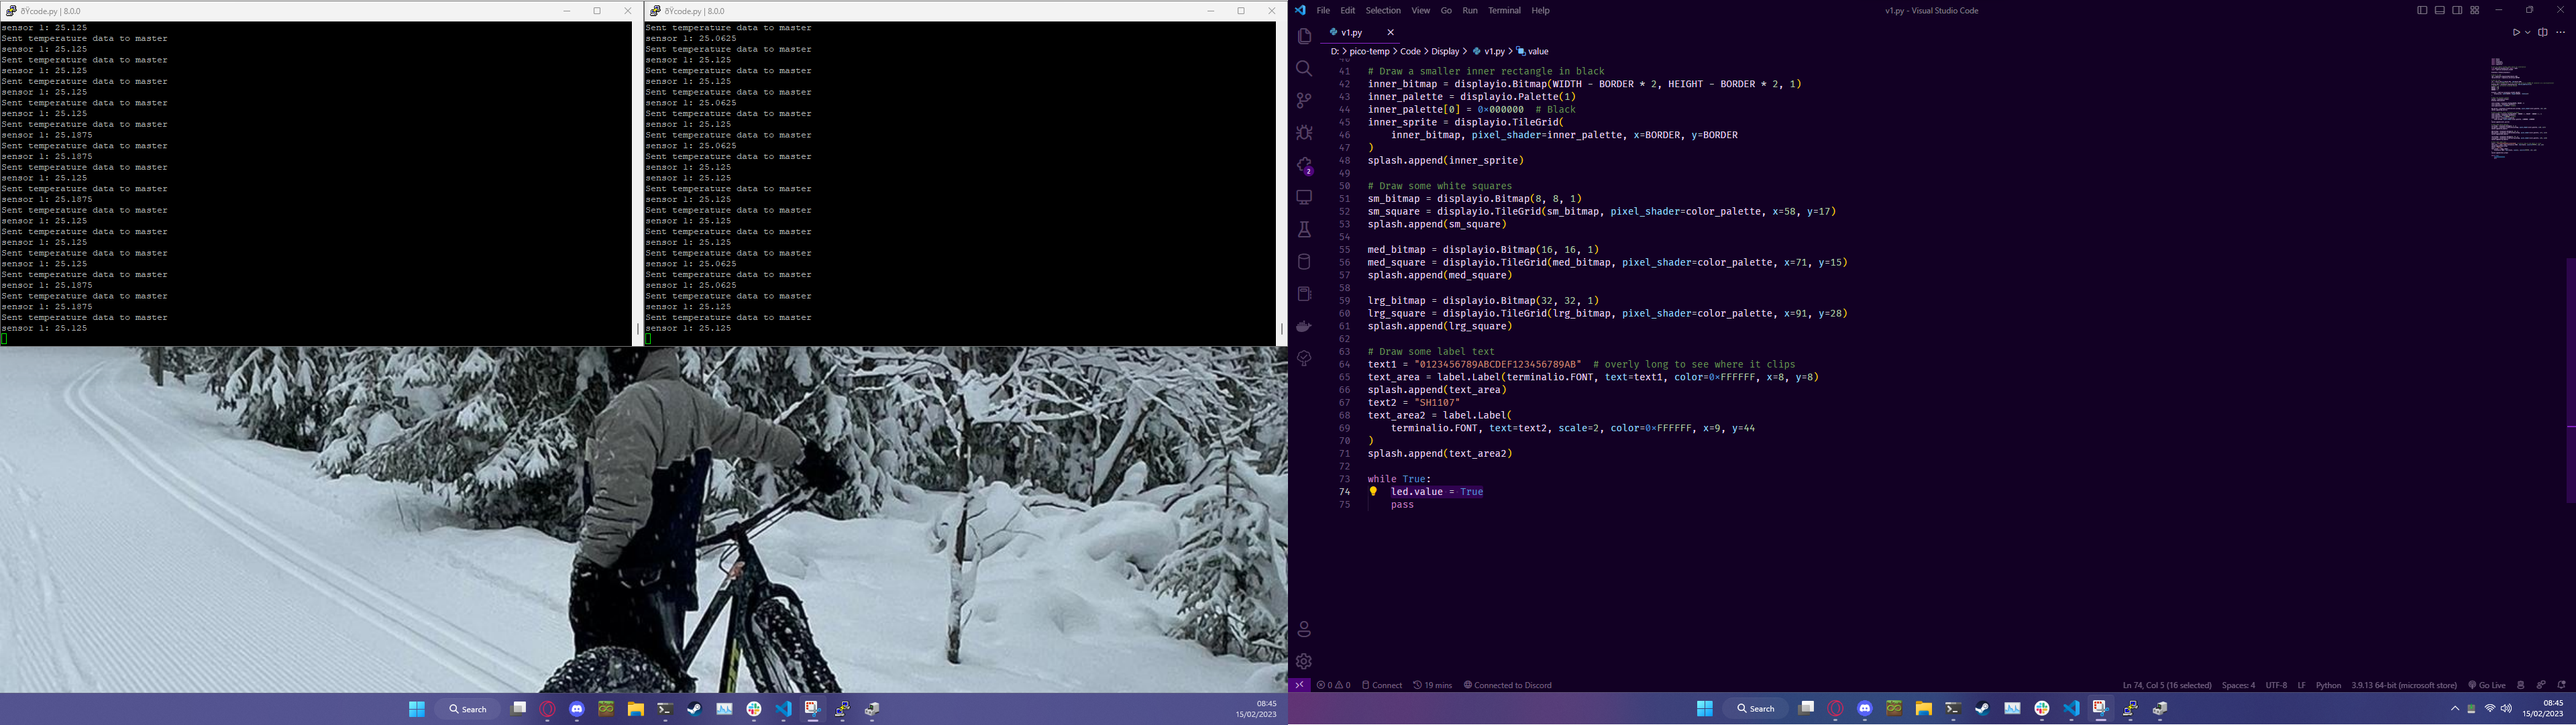 ðŸcode.py | 8.0.0
sensor 1: 25.125
Sent temperature data to master
sensor 1: 25.125
Sent temperature data to master
sensor 1: 25.125
Sent temperature data to master
sensor 1: 25.125
Sent temperature data to master
sensor 1: 25.125
Sent temperature data to master
sensor 1: 25.1875
Sent temperature data to master
sensor 1: 25.1875
Sent temperature data to master
sensor 1: 25.125
Sent temperature data to master
sensor 1: 25.1875
Sent temperature data to master
sensor 1: 25.125
Sent temperature data to master
sensor 1: 25.125
Sent temperature data to master
sensor 1: 25.125
Sent temperature data to master
sensor 1: 25.1875
Sent temperature data to master
sensor 1: 25.1875
Sent temperature data to master
sensor 1: 25.125
ðŸcode.py | 8.0.0
Sent temperature data to master
sensor 1: 25.0625
Sent temperature data to master
sensor 1: 25.125
Sent temperature data to master
sensor 1: 25.125
Sent temperature data to master
sensor 1: 25.0625
Sent temperature data to master
sensor 1: 25.125
Sent temperature data to master
sensor 1: 25.0625
Sent temperature data to master
sensor 1: 25.125
sensor 1: 25.125
Sent temperature data to master
sensor 1: 25.125
Sent temperature data to master
sensor 1: 25.125
Sent temperature data to master
sensor 1: 25.125
Sent temperature data to master
sensor 1: 25.0625
Sent temperature data to master
sensor 1: 25.0625
Sent temperature data to master
sensor 1: 25.125
Sent temperature data to master
sensor 1: 25.125
Search
08:45
15/02/2023
File Edit Selection View Go Run Terminal Help
v1.py - Visual Studio Code
v1.py
D: > pico-temp > Code > Display > v1.py > value
2
40
41 # Draw a smaller inner rectangle in black
42 inner_bitmap = displayio.Bitmap(WIDTH - BORDER * 2, HEIGHT - BORDER * 2, 1)
43 inner_palette = displayio.Palette(1)
44 inner_palette[0] = 0x000000  # Black
45 inner_sprite = displayio.TileGrid(
46     inner_bitmap, pixel_shader=inner_palette, x=BORDER, y=BORDER
47 )
48 splash.append(inner_sprite)
49
50 # Draw some white squares
51 sm_bitmap = displayio.Bitmap(8, 8, 1)
52 sm_square = displayio.TileGrid(sm_bitmap, pixel_shader=color_palette, x=58, y=17)
53 splash.append(sm_square)
54
55 med_bitmap = displayio.Bitmap(16, 16, 1)
56 med_square = displayio.TileGrid(med_bitmap, pixel_shader=color_palette, x=71, y=15)
57 splash.append(med_square)
58
59 lrg_bitmap = displayio.Bitmap(32, 32, 1)
60 lrg_square = displayio.TileGrid(lrg_bitmap, pixel_shader=color_palette, x=91, y=28)
61 splash.append(lrg_square)
62
63 # Draw some label text
64 text1 = "0123456789ABCDEF123456789AB"  # overly long to see where it clips
65 text_area = label.Label(terminalio.FONT, text=text1, color=0xFFFFFF, x=8, y=8)
66 splash.append(text_area)
67 text2 = "SH1107"
68 text_area2 = label.Label(
69     terminalio.FONT, text=text2, scale=2, color=0xFFFFFF, x=9, y=44
70 )
71 splash.append(text_area2)
72
73 while True:
74     led.value = True
75     pass
0 0 Connect 19 mins Connected to Discord
Ln 74, Col 5 (16 selected) Spaces: 4 UTF-8 LF Python 3.9.13 64-bit (microsoft store) Go Live
Search
08:45
15/02/2023